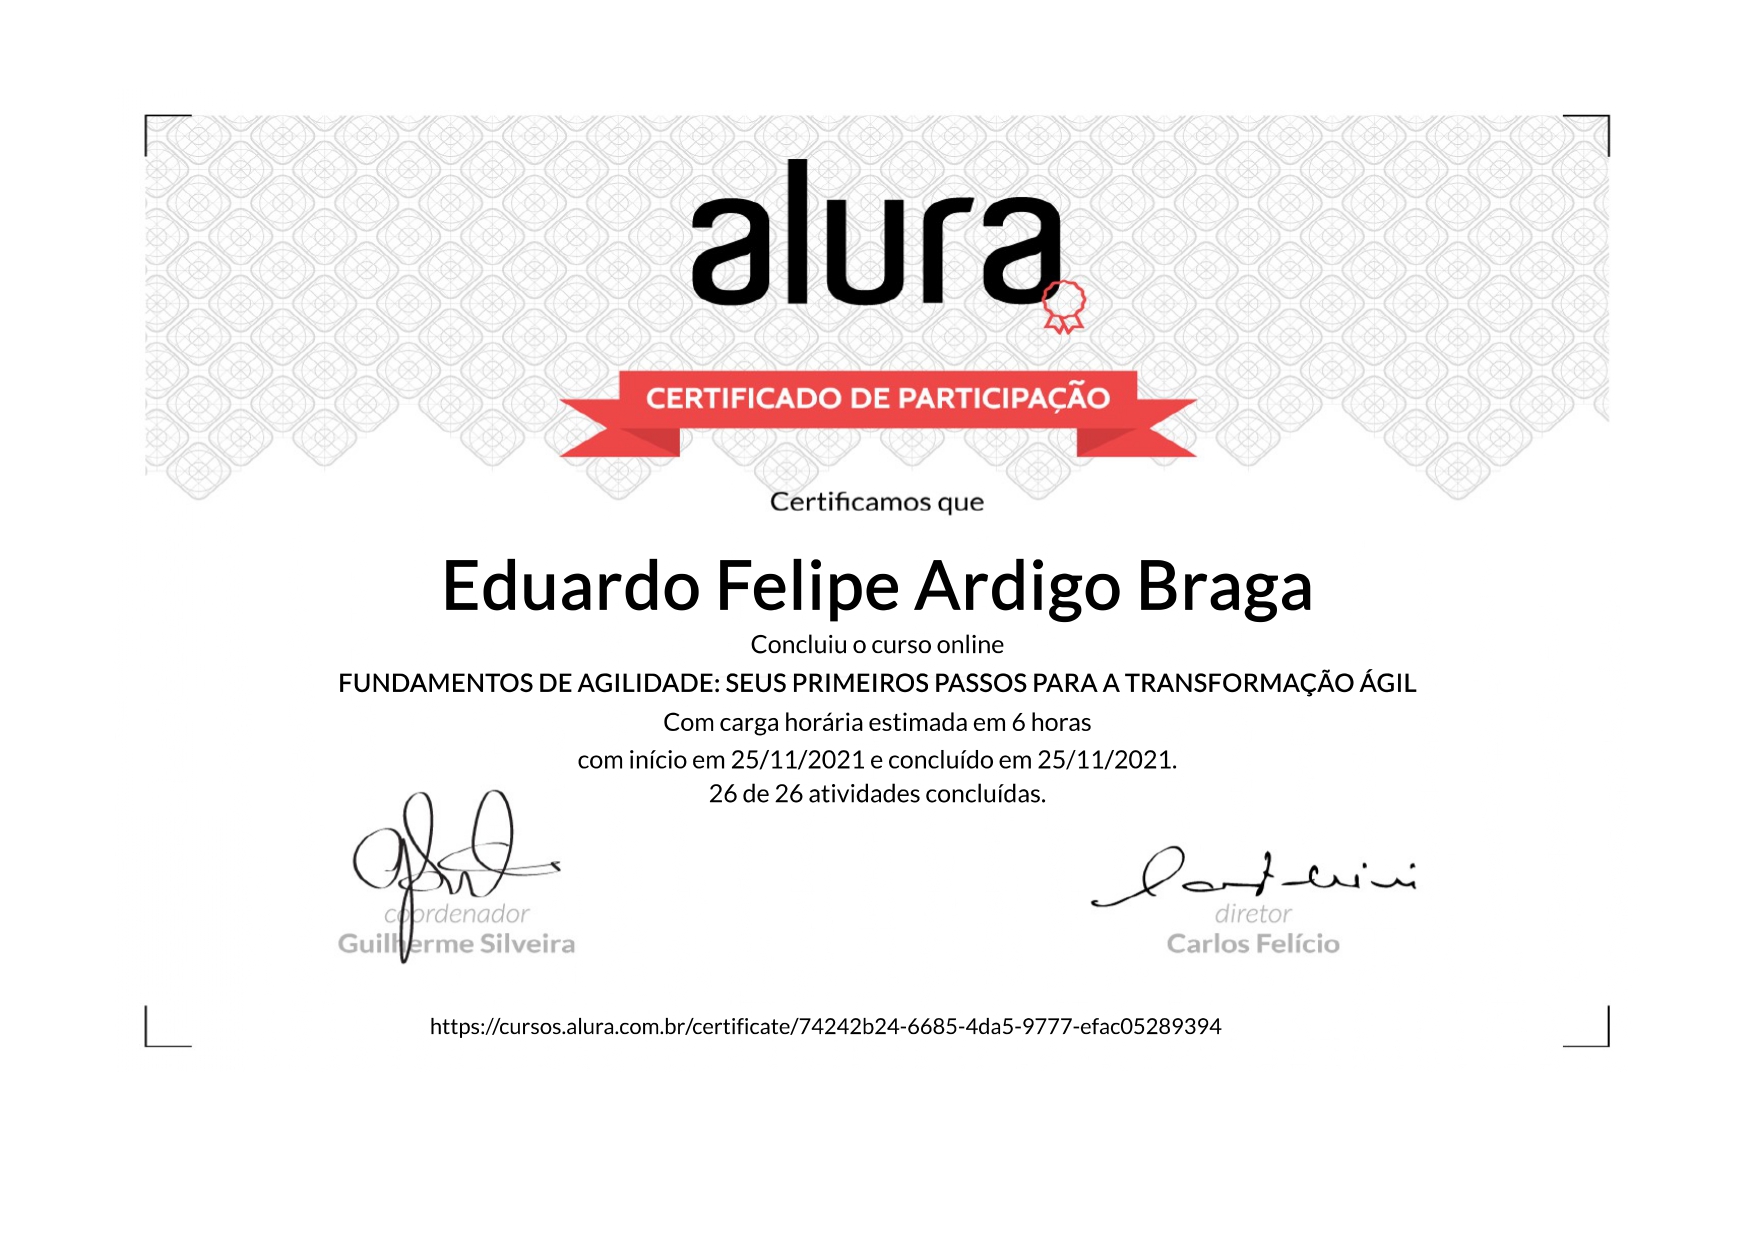 alura
CERTIFICADO DE PARTICIPAÇÃO
Certificamos que
Eduardo Felipe Ardigo Braga
Concluiu o curso online
FUNDAMENTOS DE AGILIDADE: SEUS PRIMEIROS PASSOS PARA A TRANSFORMAÇÃO ÁGIL
Com carga horária estimada em 6 horas
com início em 25/11/2021 e concluído em 25/11/2021.
26 de 26 atividades concluídas.
coordenador
Guilherme Silveira
diretor
Carlos Felício
https://cursos.alura.com.br/certificate/74242b24-6685-4da5-9777-efac05289394